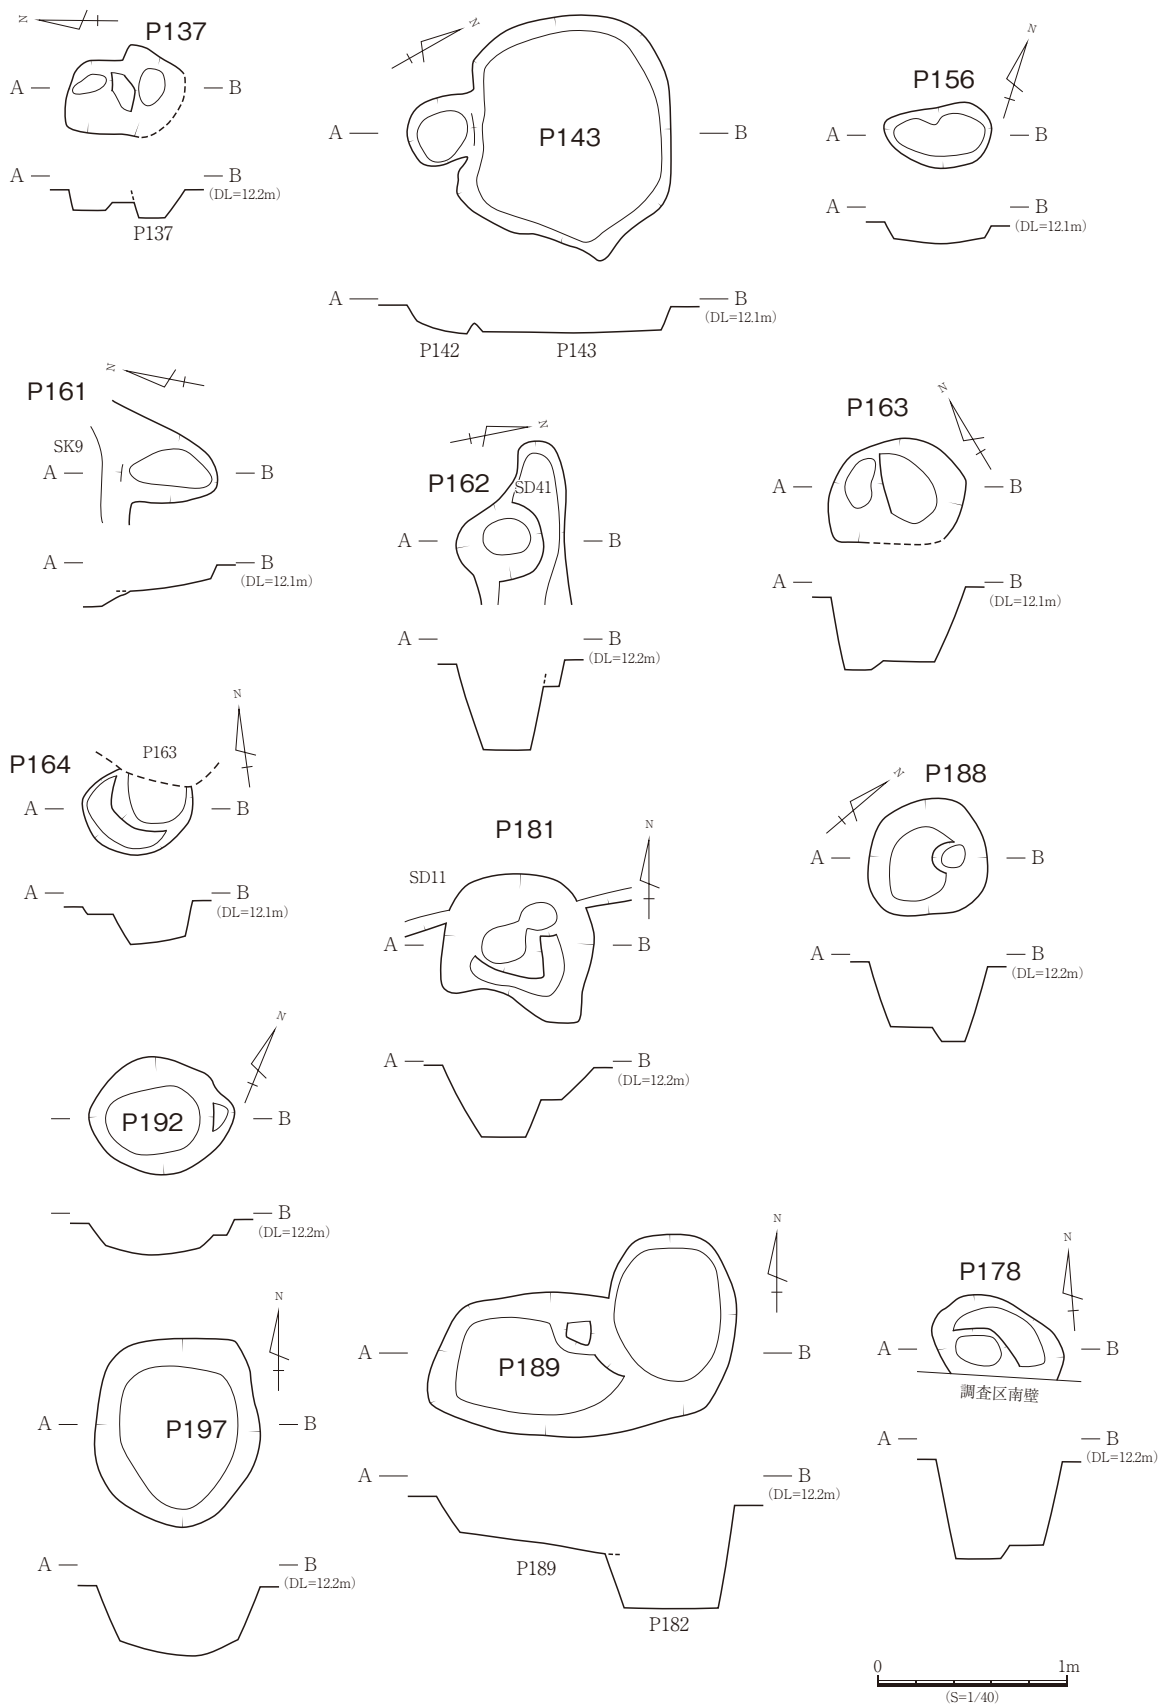 N
P137
A B
A B
(DL=12.2m)
P137
N
A P143 B
A B
(DL=12.1m)
P142 P143
N
P156
A B
A B
(DL=12.1m)
N
P161
SK9
A B
A B
(DL=12.1m)
N
P162 SD41
A B
A B
(DL=12.2m)
N
P163
A B
A B
(DL=12.1m)
N
P163
P164
A B
A B
(DL=12.1m)
P181
N
SD11
A B
A B
(DL=12.2m)
N
P188
A B
A B
(DL=12.2m)
N
P192 B
B
(DL=12.2m)
N
A P189 B
A B
(DL=12.2m)
P189
P182
N
P178
A B
調査区南壁
A B
(DL=12.2m)
N
A P197 B
A B
(DL=12.2m)
0 1m
(S=1/40)